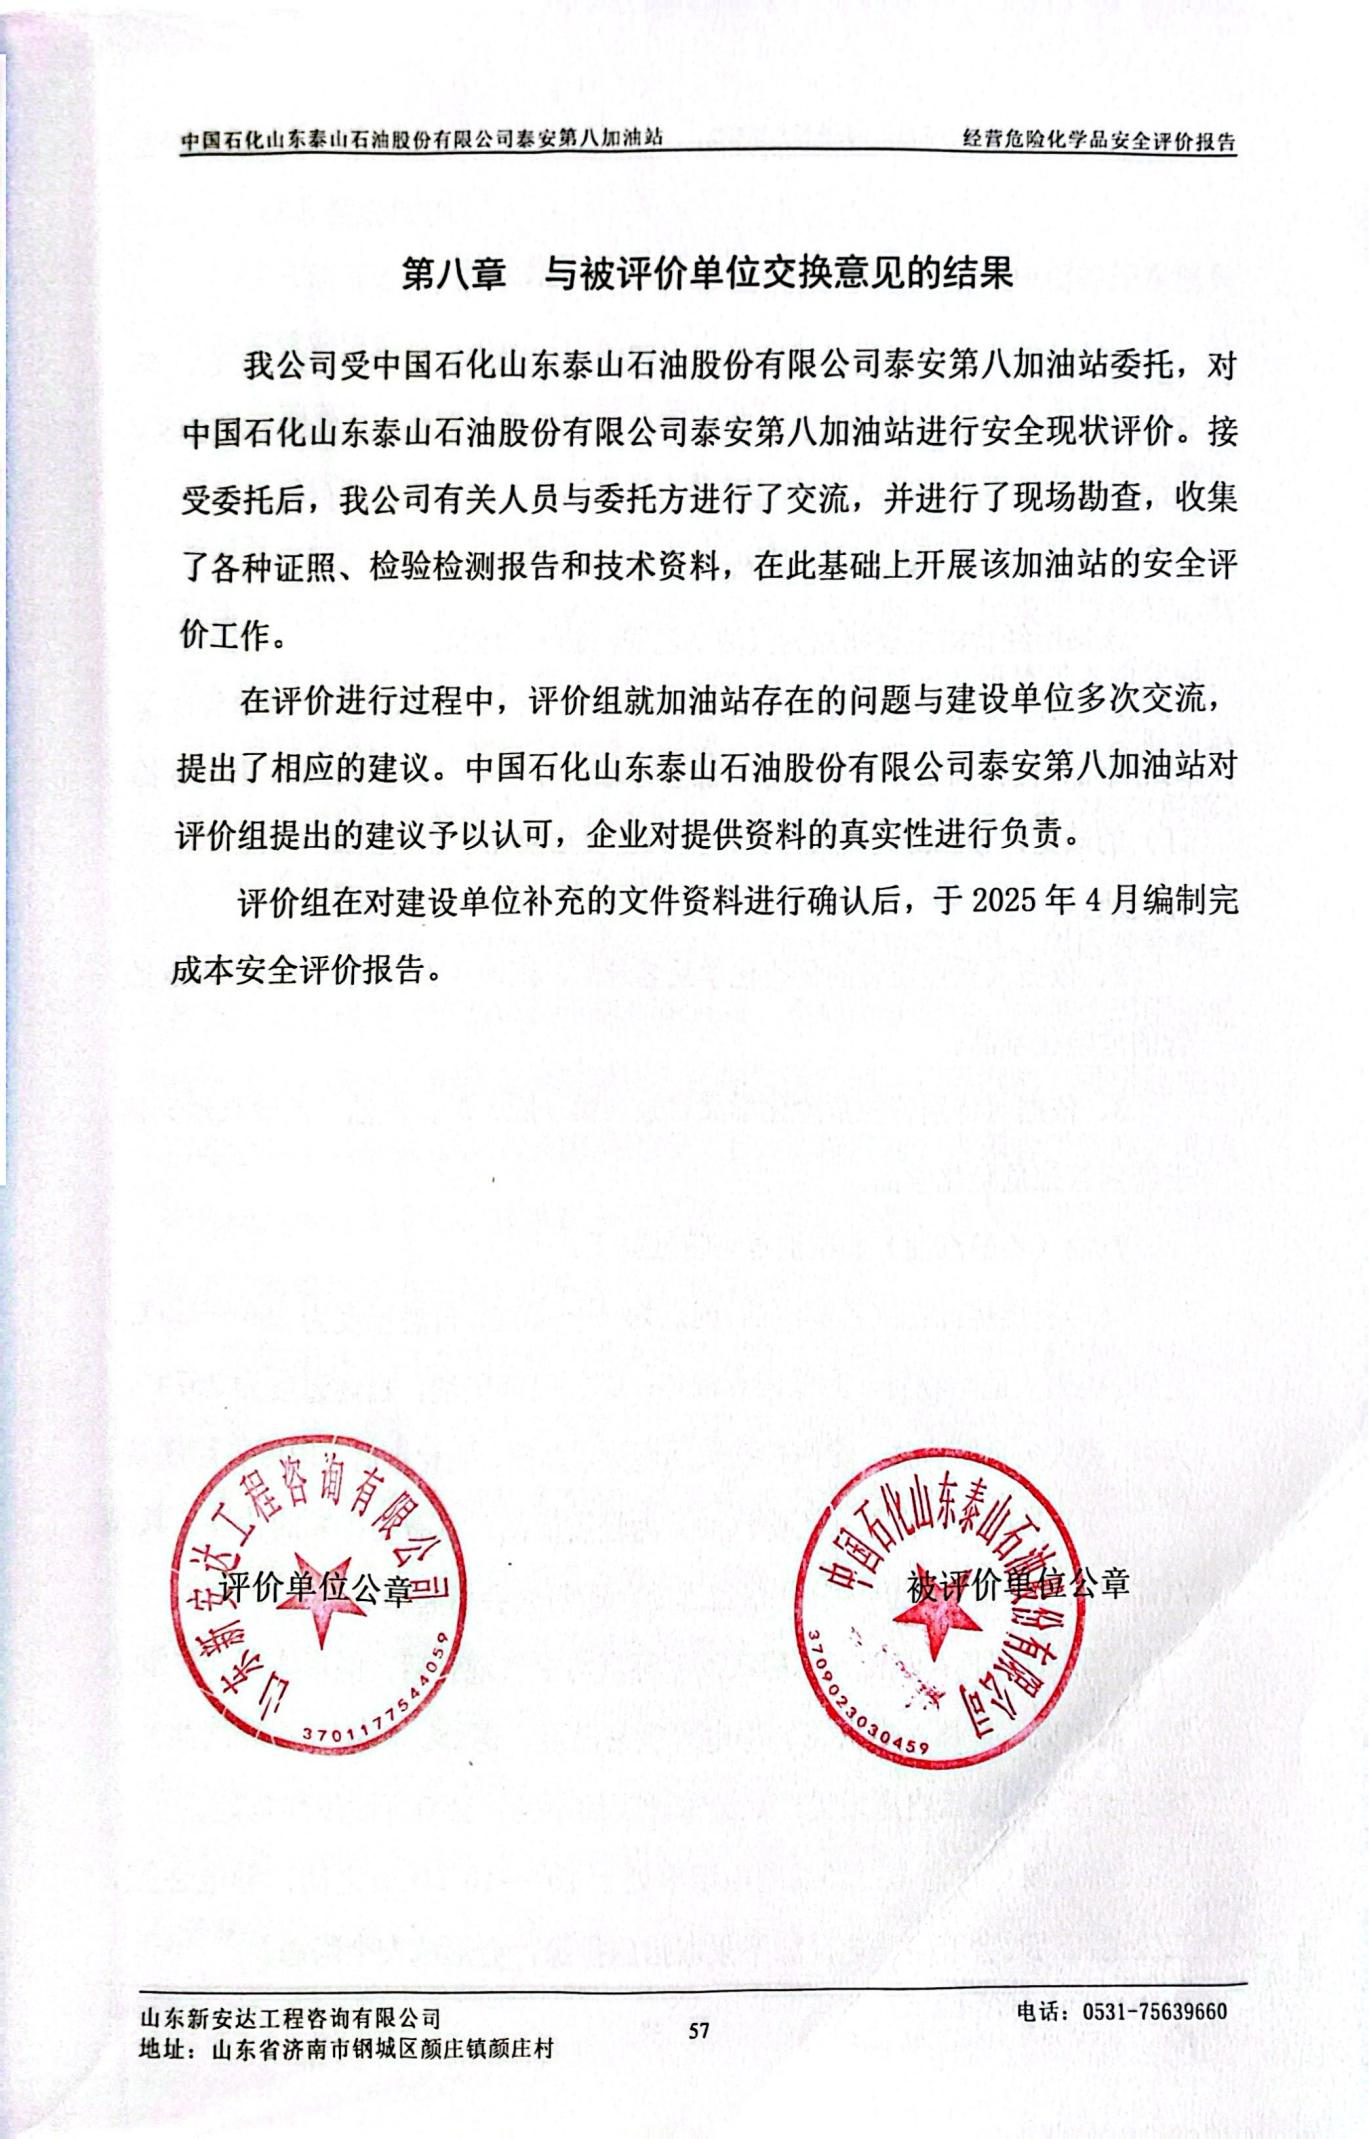 中国石化山东泰山石油股份有限公司泰安第八加油站 经营危险化学品安全评价报告
第八章 与被评价单位交换意见的结果
我公司受中国石化山东泰山石油股份有限公司泰安第八加油站委托，对
中国石化山东泰山石油股份有限公司泰安第八加油站进行安全现状评价。接
受委托后，我公司有关人员与委托方进行了交流，并进行了现场勘查，收集
了各种证照、检验检测报告和技术资料，在此基础上开展该加油站的安全评
价工作。
在评价进行过程中，评价组就加油站存在的问题与建设单位多次交流，
提出了相应的建议。中国石化山东泰山石油股份有限公司泰安第八加油站对
评价组提出的建议予以认可，企业对提供资料的真实性进行负责。
评价组在对建设单位补充的文件资料进行确认后，于 2025 年 4 月编制完
成本安全评价报告。
山东新安达工程咨询有限公司
评价单位公章
3701177544059
中国石化山东泰山石油股份有限公司
被评价单位公章
3709023030459
山东新安达工程咨询有限公司
地址：山东省济南市钢城区颜庄镇颜庄村
57
电话：0531-75639660